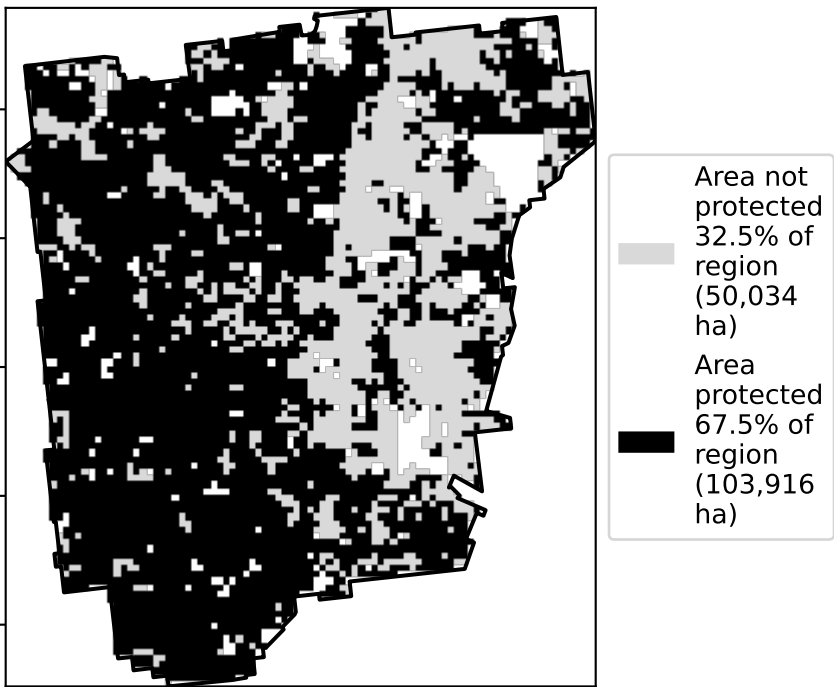 Area not
protected
32.5% of
region
(50,034
ha)
Area
protected
67.5% of
region
(103,916
ha)